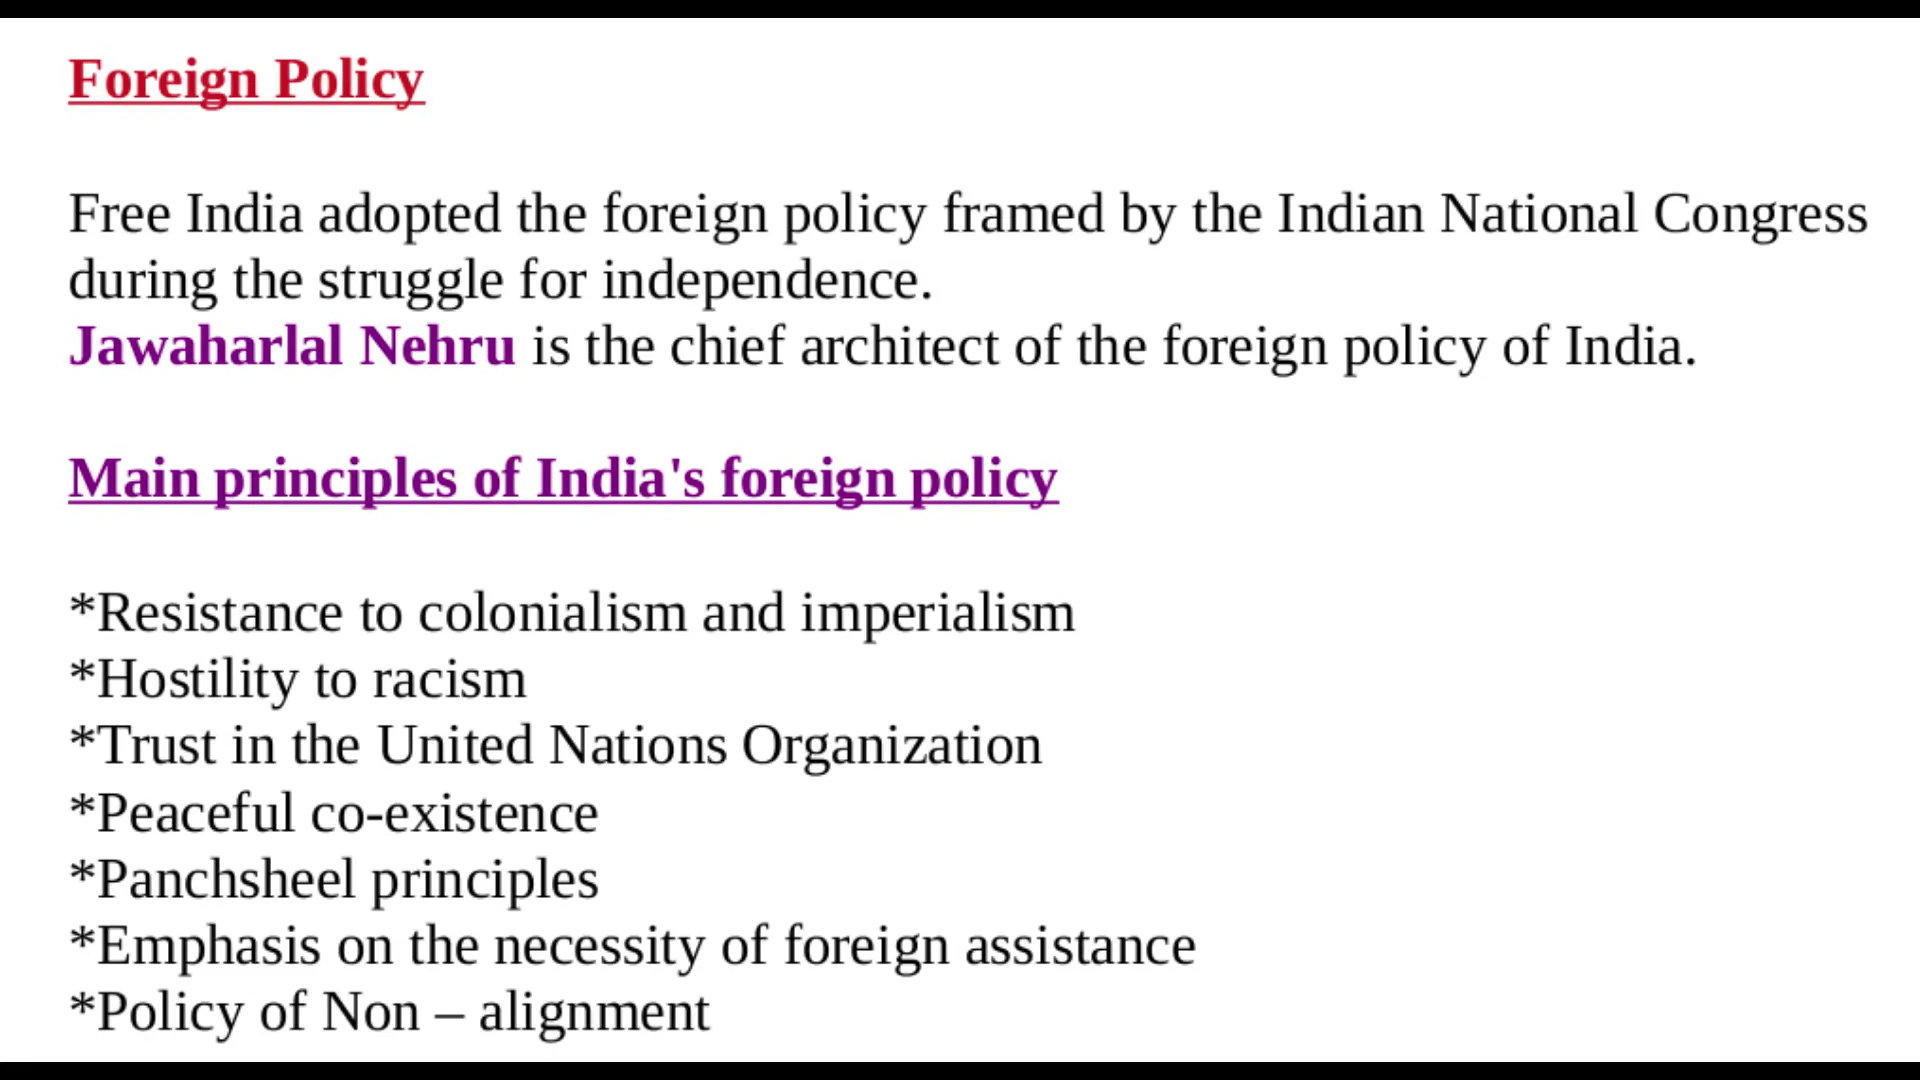 Foreign Policy
Free India adopted the foreign policy framed by the Indian National Congress
during the struggle for independence.
Jawaharlal Nehru is the chief architect of the foreign policy of India.
Main principles of India's foreign policy
*Resistance to colonialism and imperialism
*Hostility to racism
*Trust in the United Nations Organization
*Peaceful co-existence
*Panchsheel principles
*Emphasis on the necessity of foreign assistance
*Policy of Non – alignment